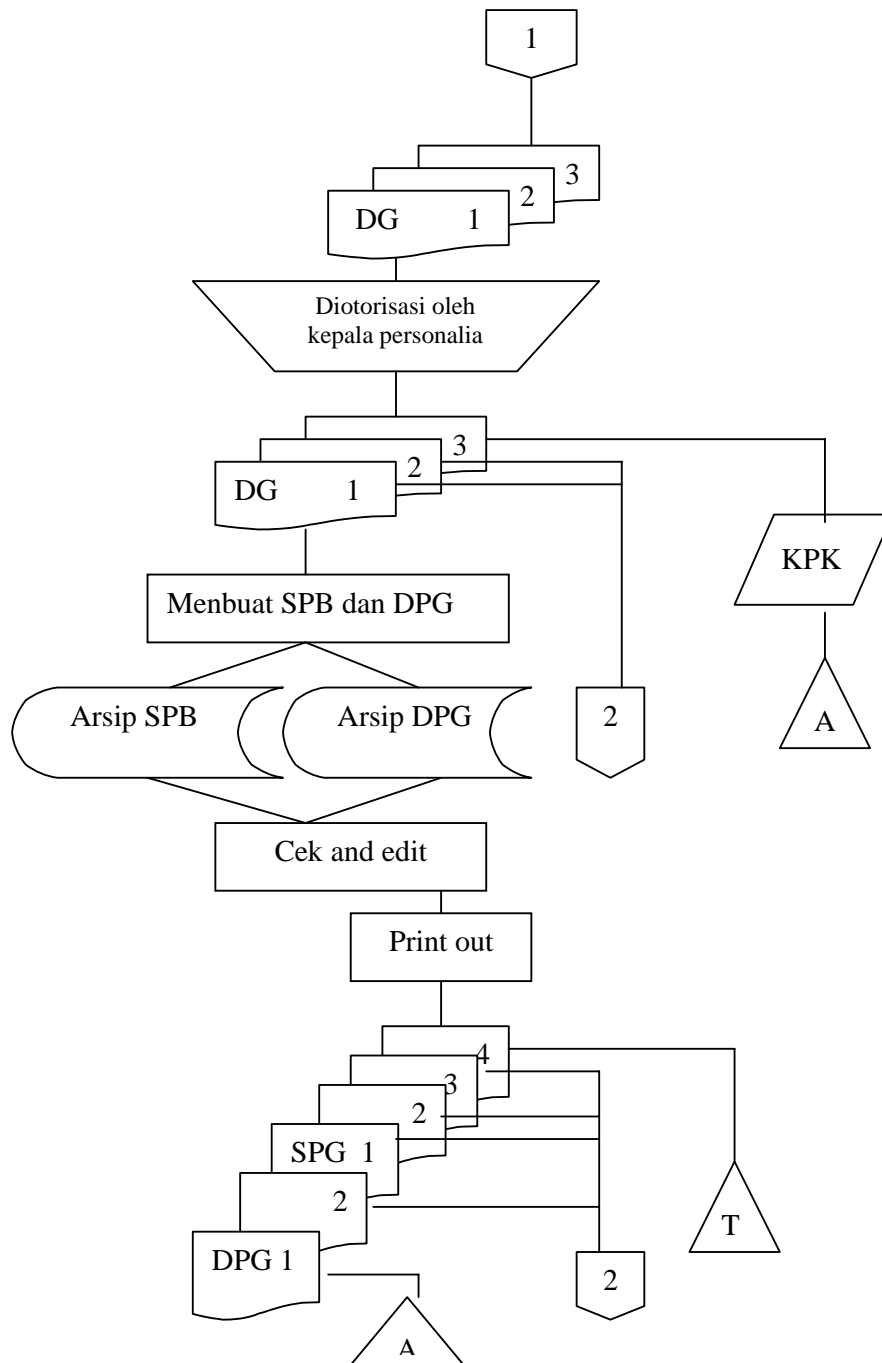 1
3
2
DG 1
Diotorisasi oleh
kepala personalia
3
2
DG 1
KPK
Menbuat SPB dan DPG
Arsip SPB
Arsip DPG
2
A
Cek and edit
Print out
4
3
2
SPG 1
2
DPG 1
T
2
A